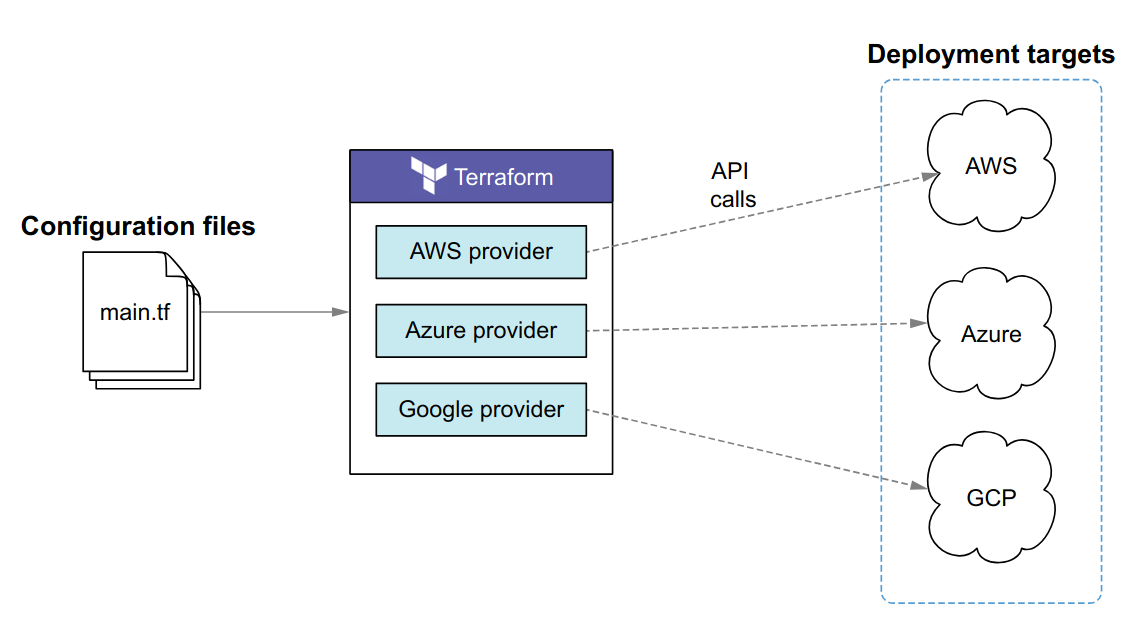 Deployment targets
AWS
API
calls
Terraform
Configuration files
AWS provider
main.tf
Azure provider
Azure
Google provider
GCP